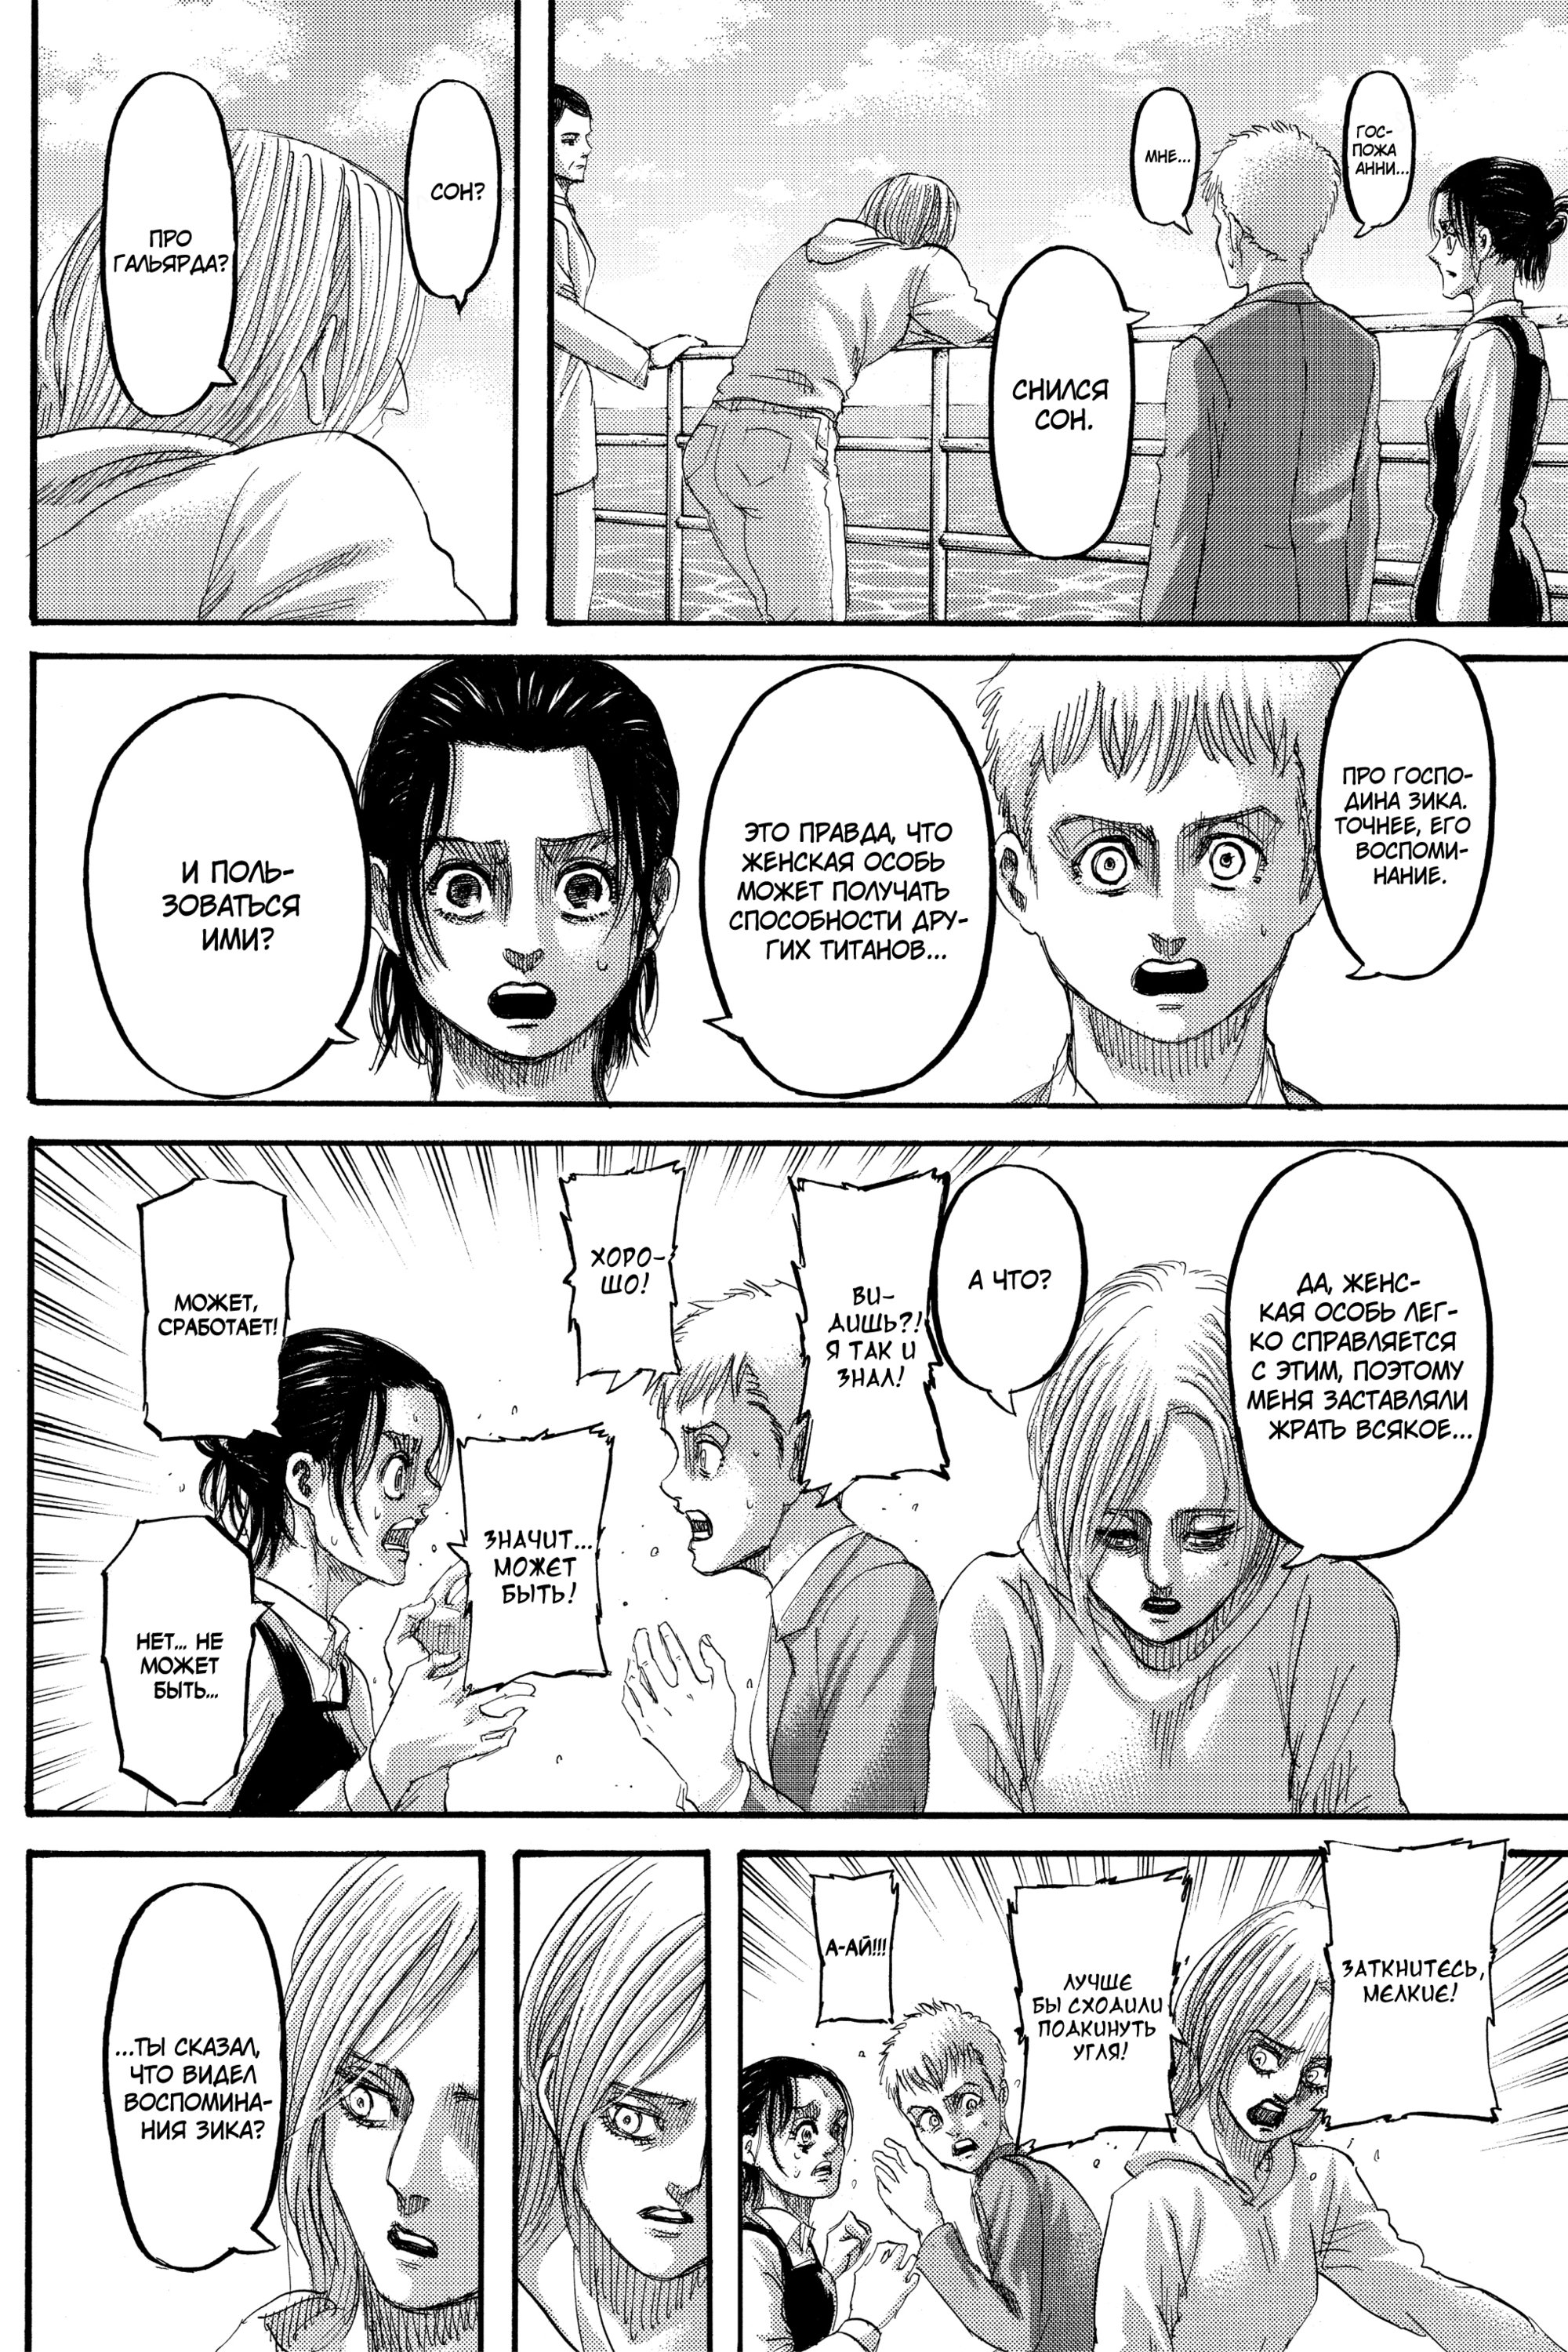 ГОС-
ПОЖА
АННИ...
МНЕ...
СНИЛСЯ
СОН.
СОН?
ПРО
ГАЛЬЯРДА?
ПРО ГОСПО-
ДИНА ЗИКА.
ТОЧНЕЕ, ЕГО
ВОСПОМИ-
НАНИЕ.
ЭТО ПРАВДА, ЧТО
ЖЕНСКАЯ ОСОБЬ
МОЖЕТ ПОЛУЧАТЬ
СПОСОБНОСТИ ДРУ-
ГИХ ТИТАНОВ...
И ПОЛЬ-
ЗОВАТЬСЯ
ИМИ?
ДА, ЖЕНС-
КАЯ ОСОБЬ ЛЕГ-
КО СПРАВЛЯЕТСЯ
С ЭТИМ, ПОЭТОМУ
МЕНЯ ЗАСТАВЛЯЛИ
ЖРАТЬ ВСЯКОЕ...
А ЧТО?
ВИ-
ДИШЬ?!
Я ТАК И
ЗНАЛ!
ХОРО-
ШО!
ЗНАЧИТ...
МОЖЕТ
БЫТЬ!
МОЖЕТ,
СРАБОТАЕТ!
НЕТ... НЕ
МОЖЕТ
БЫТЬ...
ЗАТКНИТЕСЬ,
МЕЛКИЕ!
ЛУЧШЕ
БЫ СХОДИЛИ
ПОДКИНУТЬ
УГЛЯ!
А-АЙ!!!
...ТЫ СКАЗАЛ,
ЧТО ВИДЕЛ
ВОСПОМИНА-
НИЯ ЗИКА?